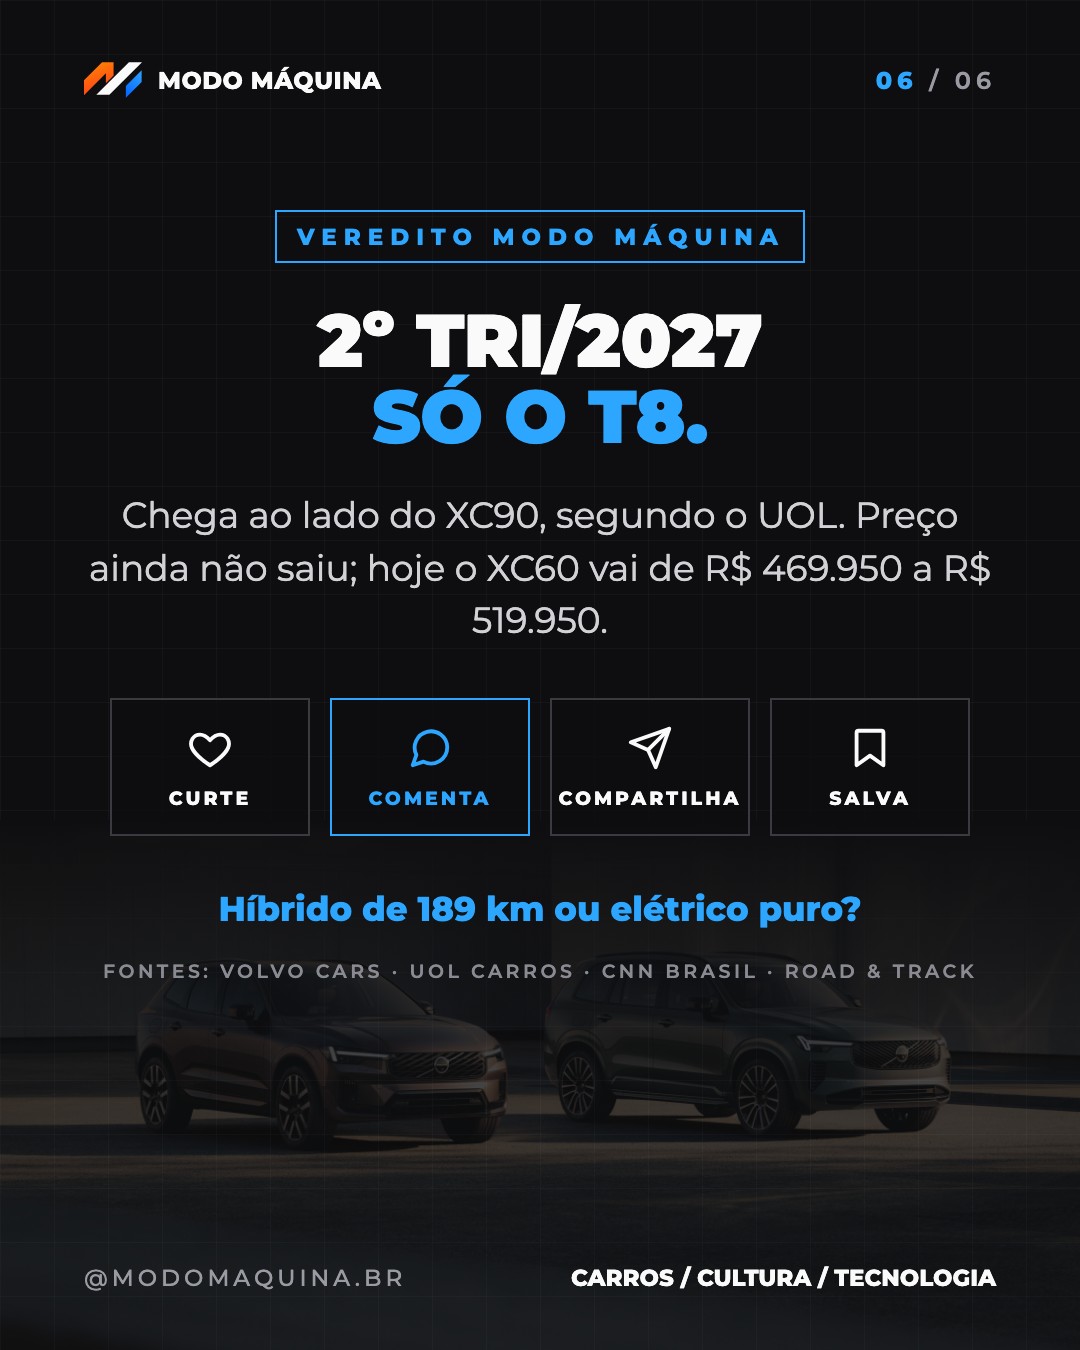 MODO MÁQUINA
06 / 06
VEREDITO MODO MÁQUINA
2º TRI/2027
SÓ O T8.
Chega ao lado do XC90, segundo o UOL. Preço
ainda não saiu; hoje o XC60 vai de R$ 469.950 a R$
519.950.
CURTE
COMENTA
COMPARTILHA
SALVA
Híbrido de 189 km ou elétrico puro?
FONTES: VOLVO CARS · UOL CARROS · CNN BRASIL · ROAD & TRACK
@MODOMAQUINA.BR
CARROS / CULTURA / TECNOLOGIA